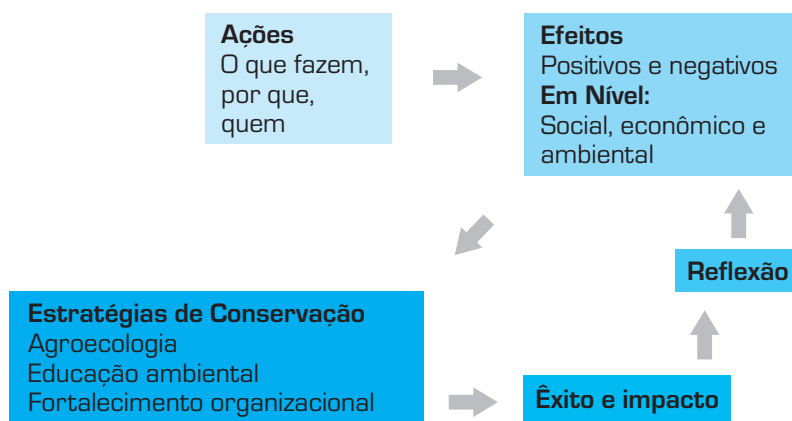 Ações
O que fazem,
por que,
quem
Efeitos
Positivos e negativos
Em Nível:
Social, econômico e
ambiental
Reflexão
Estratégias de Conservação
Agroecologia
Educação ambiental
Fortalecimento organizacional
Êxito e impacto